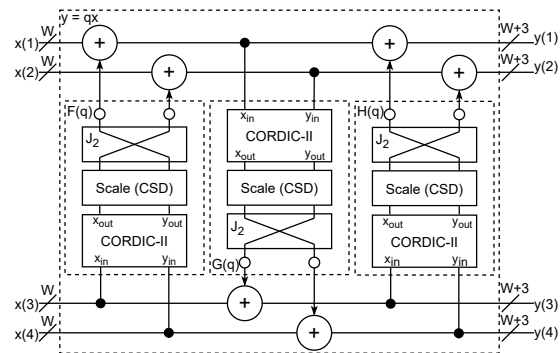 y = qx
W
x(1)
W+3
y(1)
W
x(2)
W+3
y(2)
F(q)
J2
Scale (CSD)
xout yout
CORDIC-II
xin yin
xin yin
CORDIC-II
xout yout
Scale (CSD)
J2
G(q)
H(q)
J2
Scale (CSD)
xout yout
CORDIC-II
xin yin
W
x(3)
W+3
y(3)
W
x(4)
W+3
y(4)
+
+
+
+
+
+